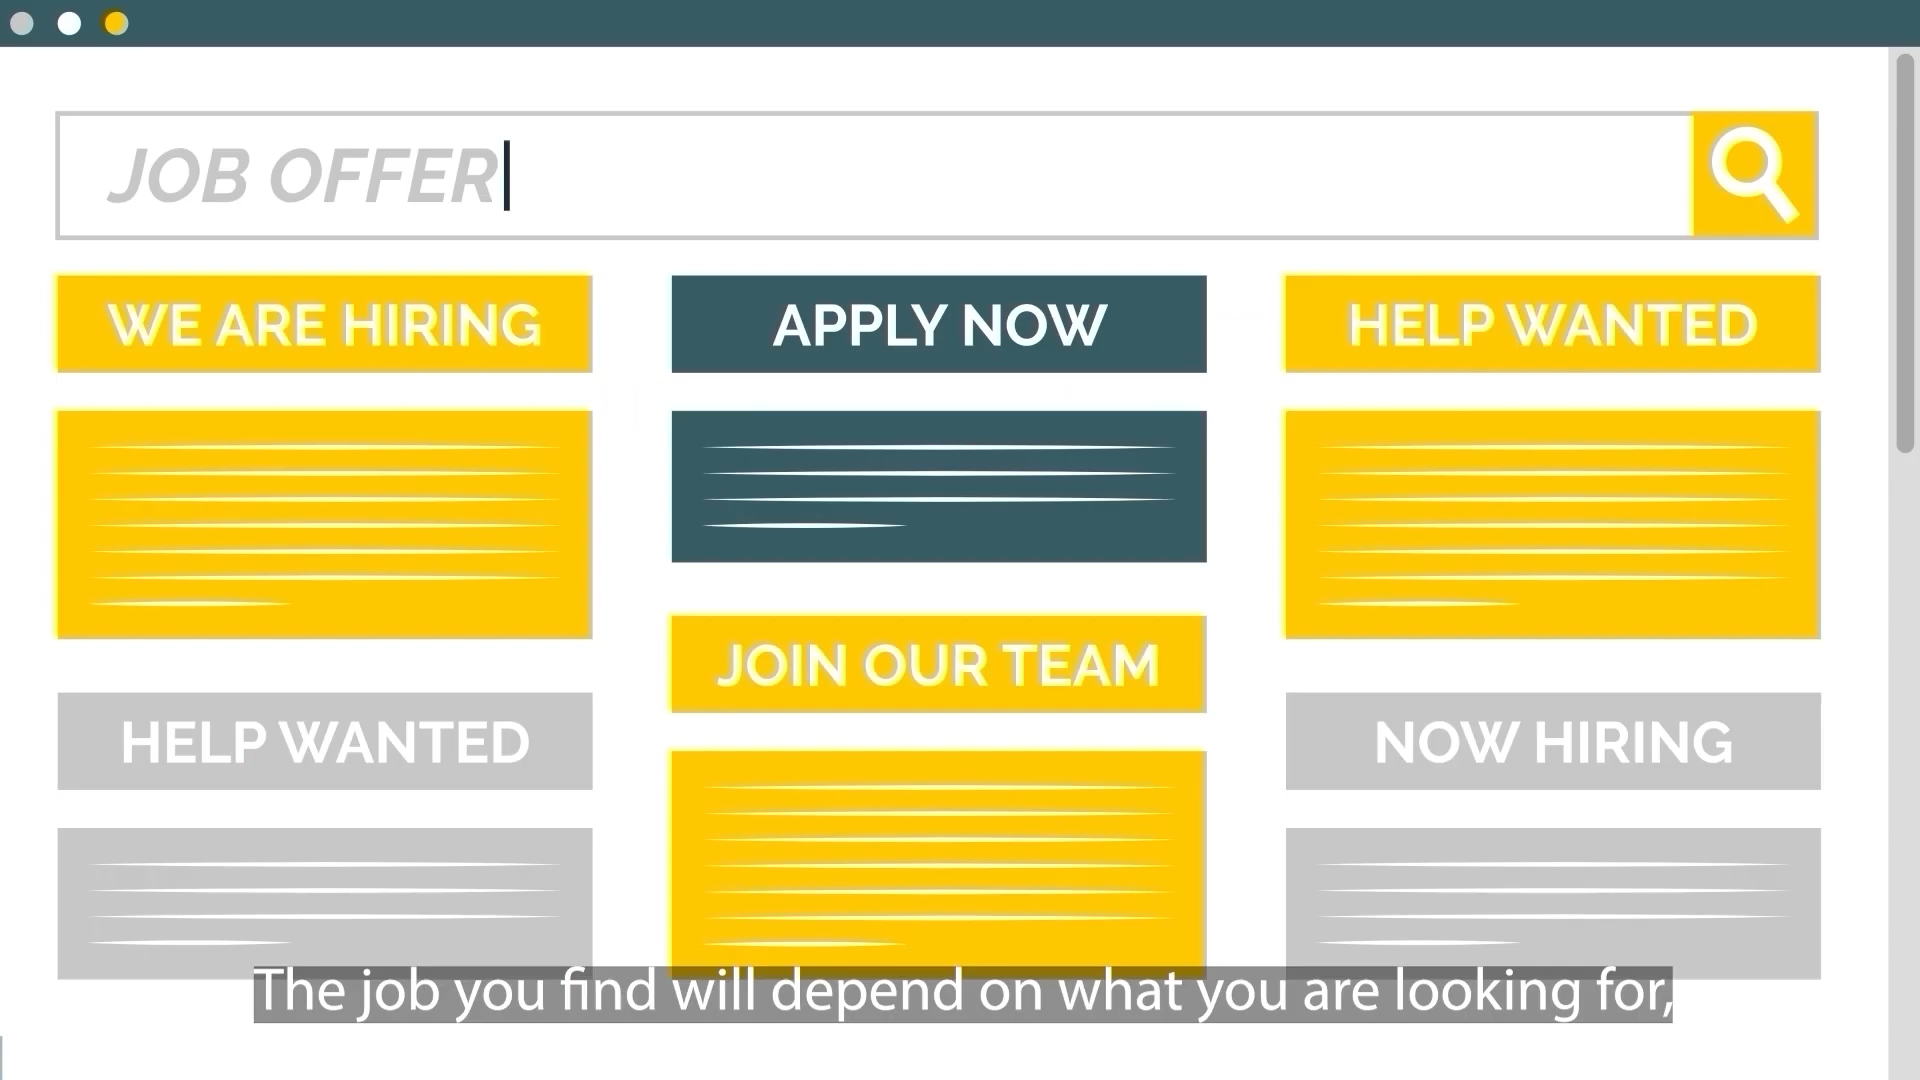 JOB OFFER
WE ARE HIRING
APPLY NOW
HELP WANTED
JOIN OUR TEAM
HELP WANTED
NOW HIRING
The job you find will depend on what you are looking for,